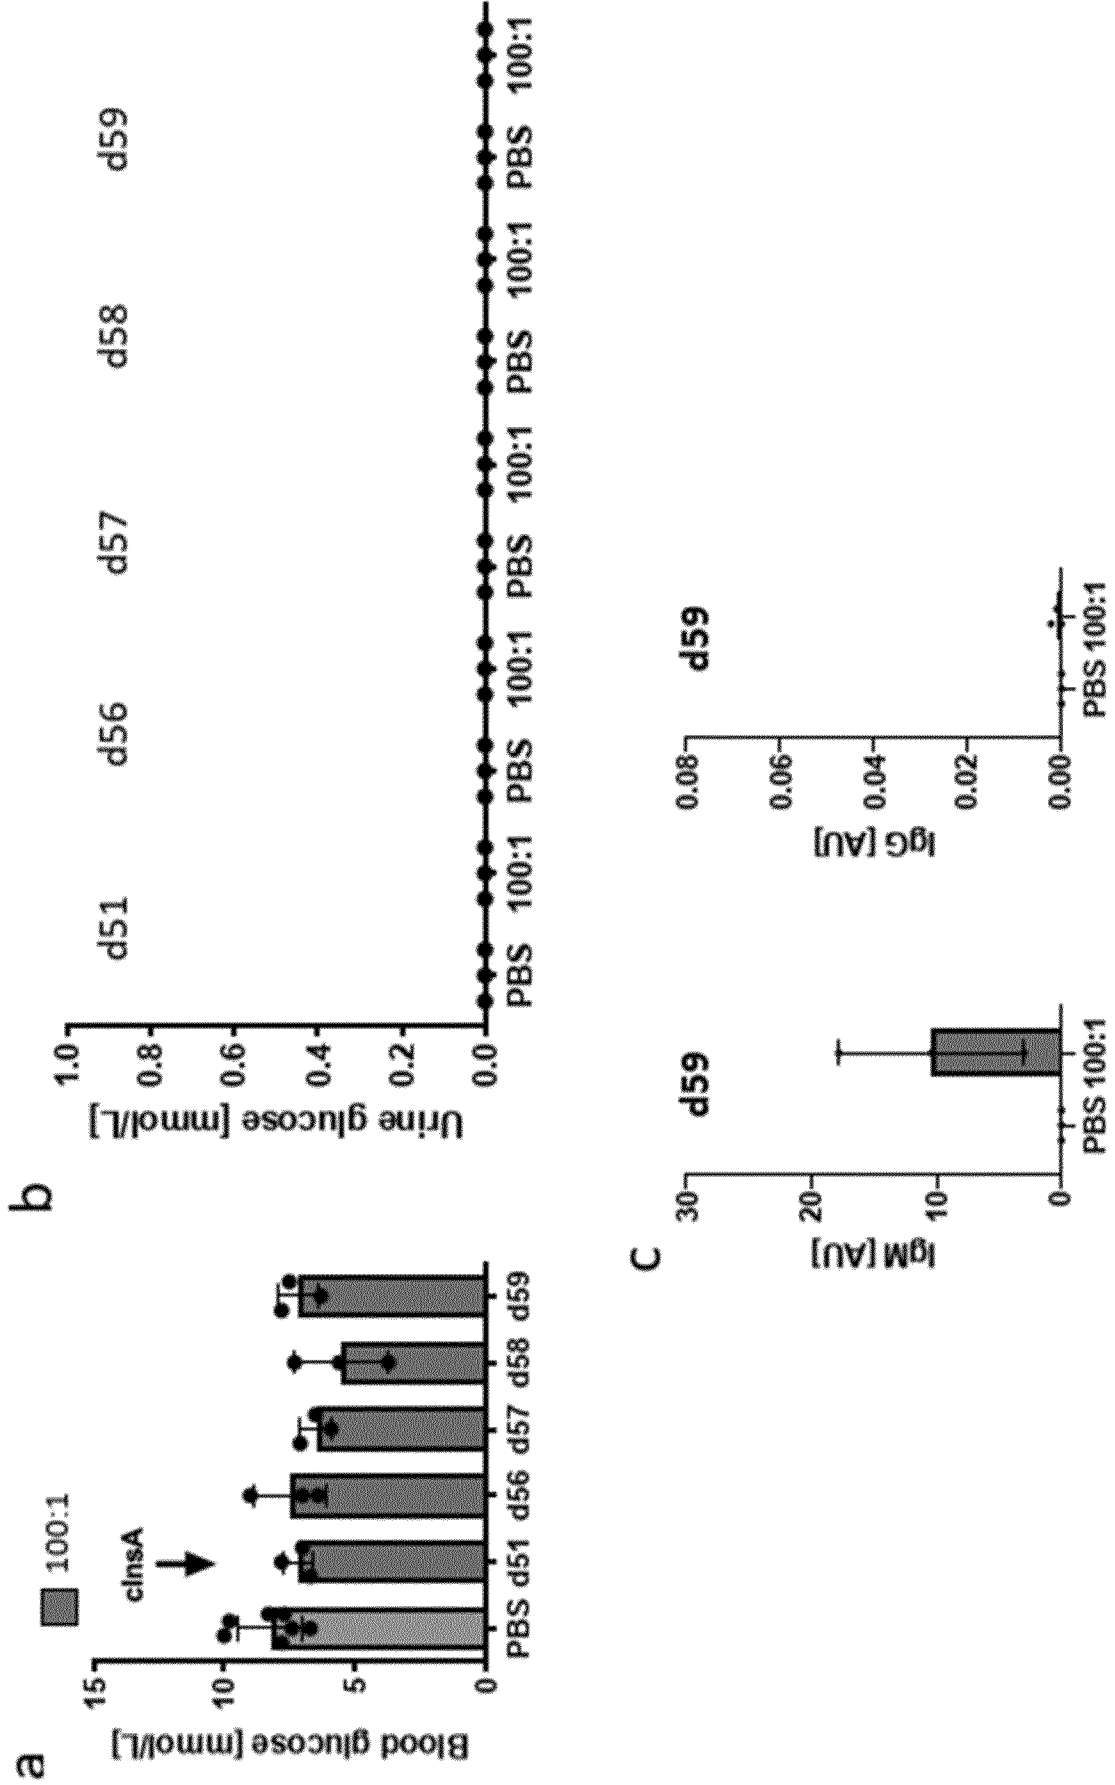 a
100:1
cInsA
Blood glucose [mmol/L]
15
10
5
0
PBS d51 d56 d57 d58 d59
b
Urine glucose [mmol/L]
1.0
0.8
0.6
0.4
0.2
0.0
d51 d56 d57 d58 d59
PBS 100:1 PBS 100:1 PBS 100:1 PBS 100:1 PBS 100:1
c
d59
IgM [AU]
30
20
10
0
PBS 100:1
d59
IgG [AU]
0.08
0.06
0.04
0.02
0.00
PBS 100:1